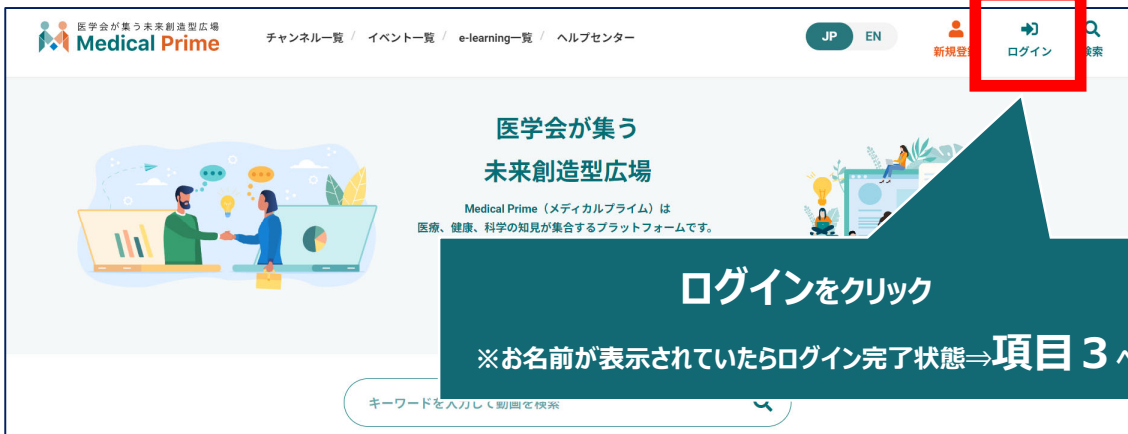 医学会が集う未来創造型広場
Medical Prime
チャンネル一覧 / イベント一覧 / e-learning一覧 / ヘルプセンター
JP EN
新規登
ログイン
検索
医学会が集う
未来創造型広場
Medical Prime（メディカルプライム）は
医療、健康、科学の知見が集合するプラットフォームです。
ログインをクリック
※お名前が表示されていたらログイン完了状態⇒項目３へ
キーワードを入力して動画を検索